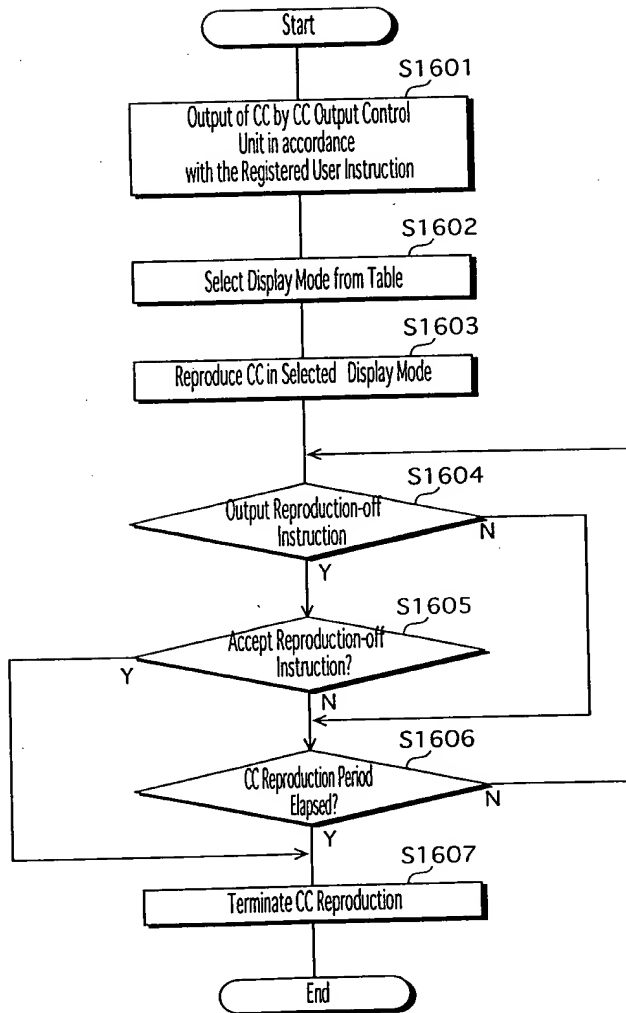 Start
S1601
Output of CC by CC Output Control
Unit in accordance
with the Registered User Instruction
S1602
Select Display Mode from Table
S1603
Reproduce CC in Selected Display Mode
S1604
Output Reproduction-off
Instruction
N
Y
S1605
Accept Reproduction-off
Instruction?
Y
N
S1606
CC Reproduction Period
Elapsed?
N
Y
S1607
Terminate CC Reproduction
End